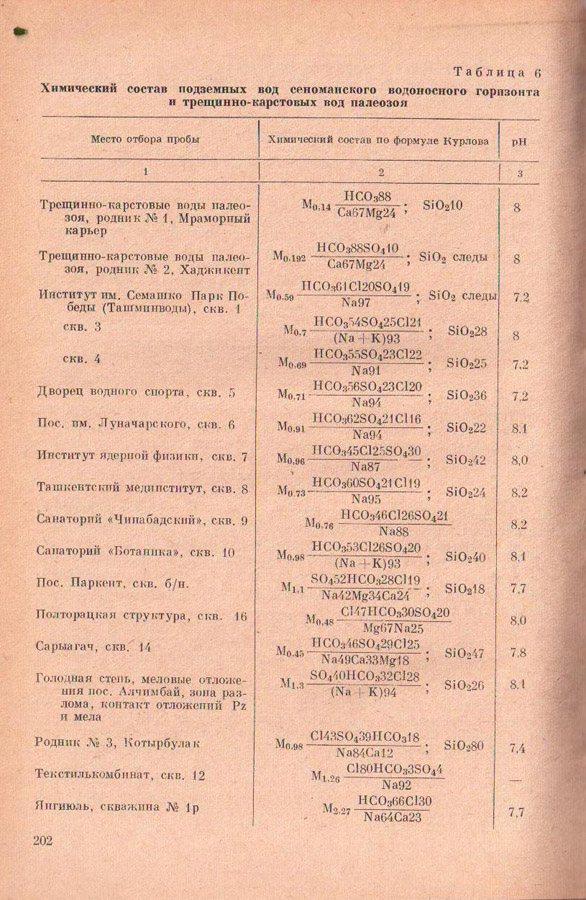 Таблица 6
Химический состав подземных вод сеноманского водоносного горизонта
и трещинно-карстовых вод палеозоя
Место отбора пробы | Химический состав по формуле Курлова | pH
1 | 2 | 3
Трещинно-карстовые воды палео-
зоя, родник № 1, Мраморный
карьер
M0.14 HCO₃88 / Ca67Mg24 ; SiO₂10
8
Трещинно-карстовые воды палео-
зоя, родник № 2, Хаджикент
M0.192 HCO₃88SO₄10 / Ca67Mg24 ; SiO₂ следы
8
Институт им. Семашко Парк По-
беды (Ташминводы), скв. 1
M0.59 HCO₃61Cl20SO₄19 / Na97 ; SiO₂ следы
7.2
скв. 3
M0.7 HCO₃54SO₄25Cl21 / (Na + K)93 ; SiO₂28
8
скв. 4
M0.69 HCO₃55SO₄23Cl22 / Na91 ; SiO₂25
7,2
Дворец водного спорта, скв. 5
M0.71 HCO₃56SO₄23Cl20 / Na94 ; SiO₂36
7,2
Пос. им. Луначарского, скв. 6
M0.91 HCO₃62SO₄21Cl16 / Na94 ; SiO₂22
8.1
Институт ядерной физики, скв. 7
M0.96 HCO₃45Cl25SO₄30 / Na87 ; SiO₂42
8,0
Ташкентский мединститут, скв. 8
M0.73 HCO₃60SO₄21Cl19 / Na95 ; SiO₂24
8.2
Санаторий «Чинабадский», скв. 9
M0.76 HCO₃46Cl26SO₄21 / Na88
8.2
Санаторий «Ботаника», скв. 10
M0.98 HCO₃53Cl26SO₄20 / (Na + K)93 ; SiO₂40
8,1
Пос. Паркент, скв. б/н.
M1.1 SO₄52HCO₃28Cl19 / Na42Mg34Ca24 ; SiO₂18
7,7
Полторацкая структура, скв. 16
M0.48 Cl47HCO₃30SO₄20 / Mg67Na25
8,0
Сарыагач, скв. 14
M0.45 HCO₃46SO₄29Cl25 / Na49Ca33Mg18 ; SiO₂47
7.8
Голодная степь, меловые отложе-
ния пос. Алчимбай, зона раз-
лома, контакт отложений Pz
и мела
M1.3 SO₄40HCO₃32Cl28 / (Na + K)94 ; SiO₂26
8.1
Родник № 3, Котырбулак
M0.98 Cl43SO₄39HCO₃18 / Na84Ca12 ; SiO₂80
7,4
Текстилькомбинат, скв. 12
M1.26 Cl80HCO₃3SO₄4 / Na92
—
Янгиюль, скважина № 1р
M2.27 HCO₃66Cl30 / Na64Ca23
7,7
202